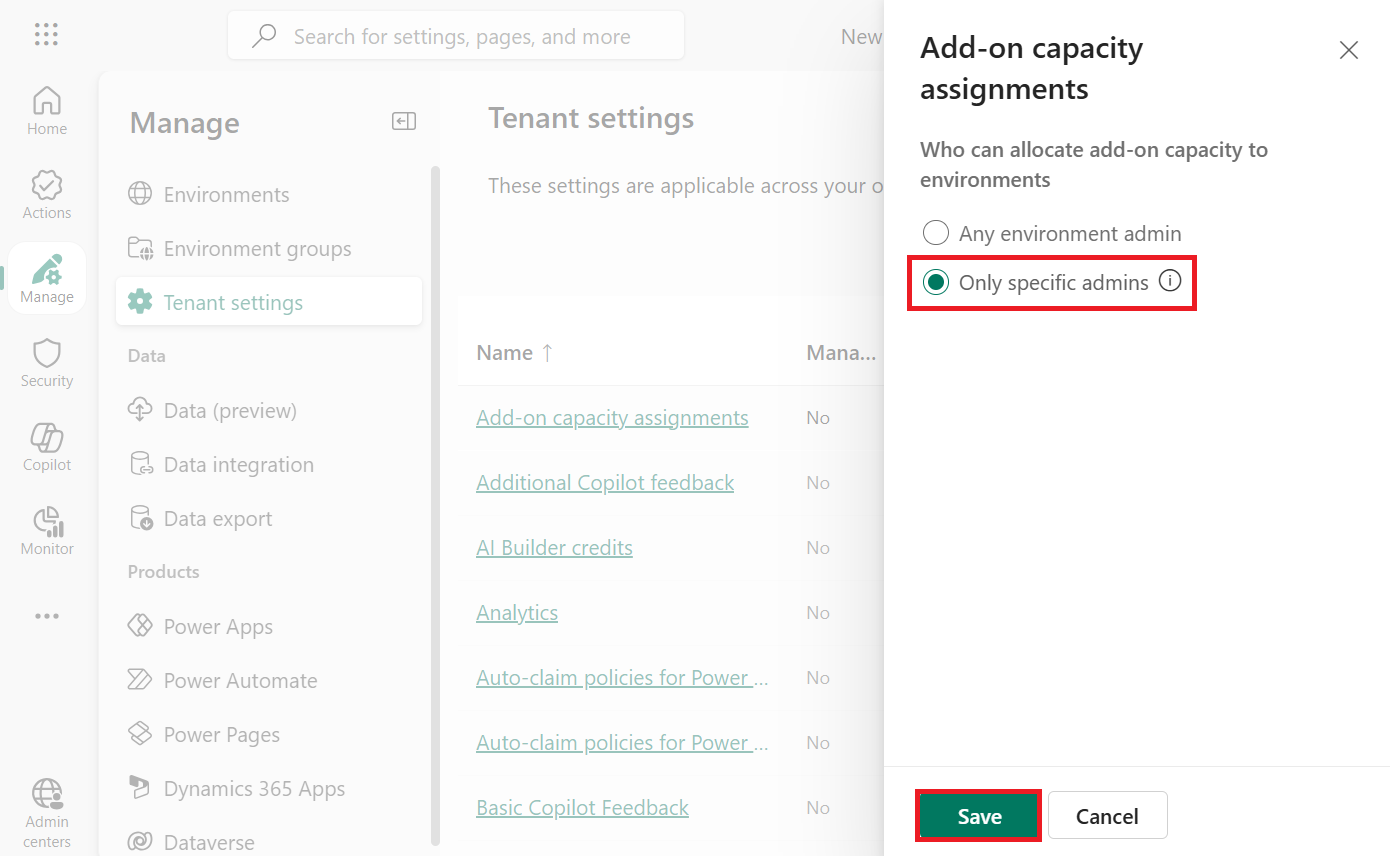 Search for settings, pages, and more
New
Home
Actions
Manage
Security
Copilot
Monitor
Admin
centers
Manage
Environments
Environment groups
Tenant settings
Data
Data (preview)
Data integration
Data export
Products
Power Apps
Power Automate
Power Pages
Dynamics 365 Apps
Dataverse
Tenant settings
These settings are applicable across your o
Name ↑ Mana...
Add-on capacity assignments No
Additional Copilot feedback No
AI Builder credits No
Analytics No
Auto-claim policies for Power ... No
Auto-claim policies for Power ... No
Basic Copilot Feedback No
Add-on capacity
assignments
Who can allocate add-on capacity to
environments
Any environment admin
Only specific admins
Save
Cancel